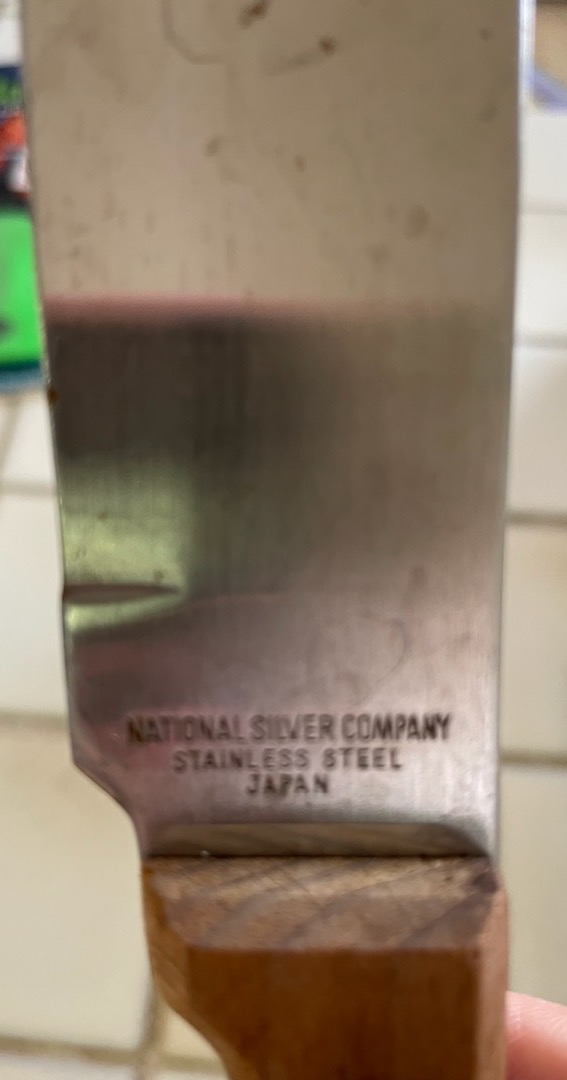 NATIONAL SILVER COMPANY
STAINLESS STEEL
JAPAN